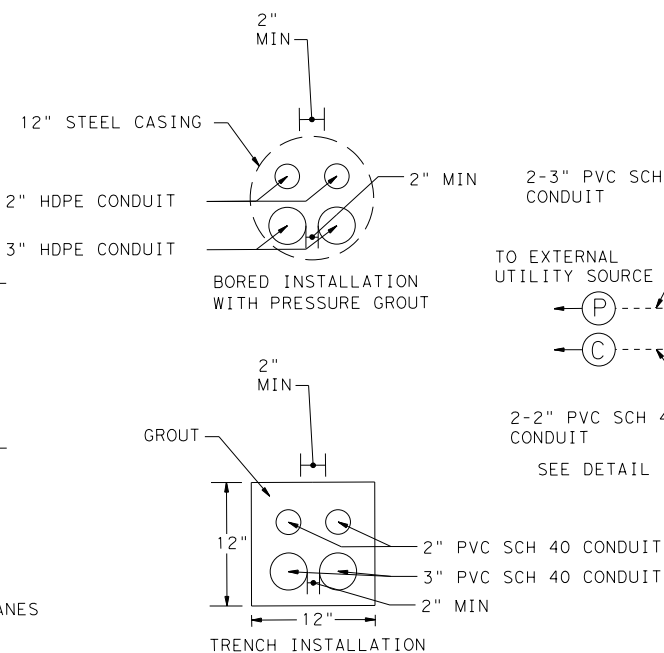 2"
MIN
12" STEEL CASING
2" HDPE CONDUIT
3" HDPE CONDUIT
2" MIN
BORED INSTALLATION
WITH PRESSURE GROUT
2-3" PVC SCH
CONDUIT
TO EXTERNAL
UTILITY SOURCE
P
C
2-2" PVC SCH
CONDUIT
SEE DETAIL
2"
MIN
GROUT
12"
2" PVC SCH 40 CONDUIT
3" PVC SCH 40 CONDUIT
2" MIN
12"
TRENCH INSTALLATION